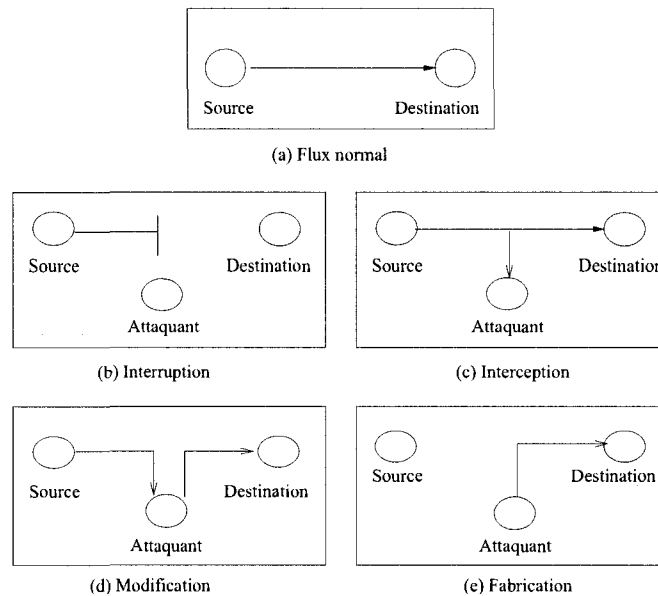 Source Destination
(a) Flux normal
Source Destination
Attaquant
(b) Interruption
Source Destination
Attaquant
(c) Interception
Source Destination
Attaquant
(d) Modification
Source Destination
Attaquant
(e) Fabrication